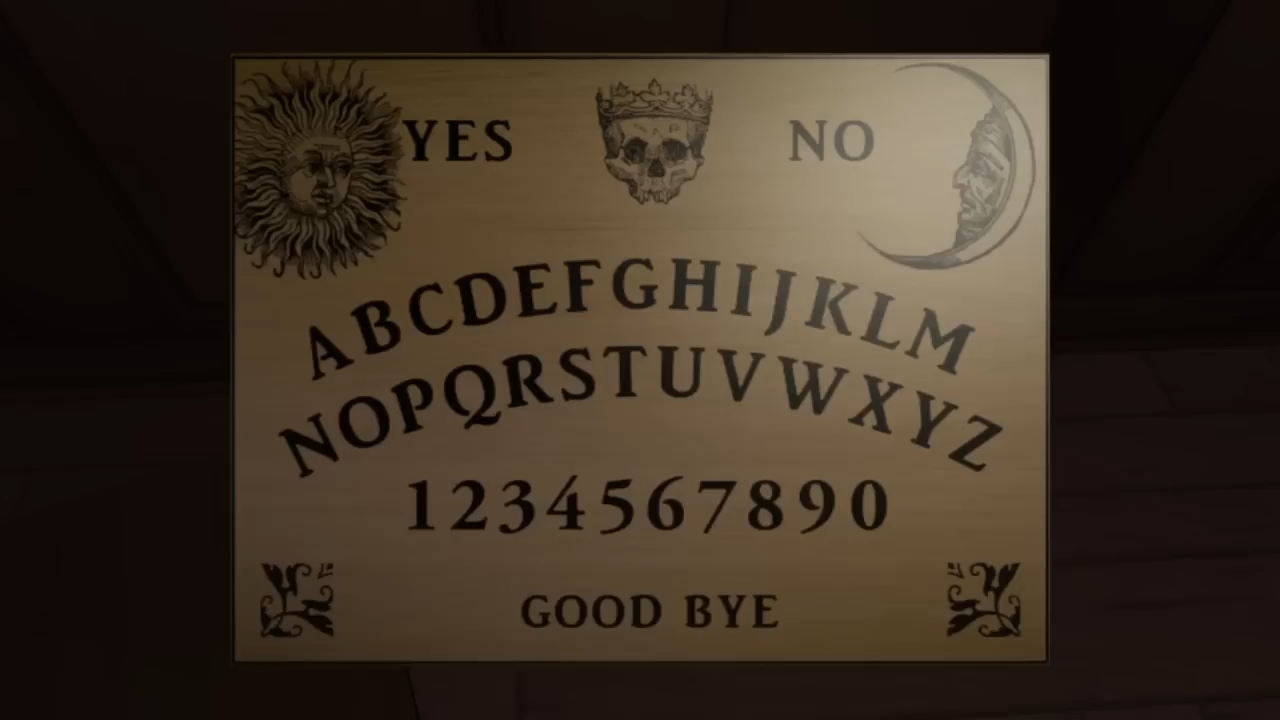 YES NO
ABCDEFGHIJKLM
NOPQRSTUVWXYZ
1234567890
GOOD BYE